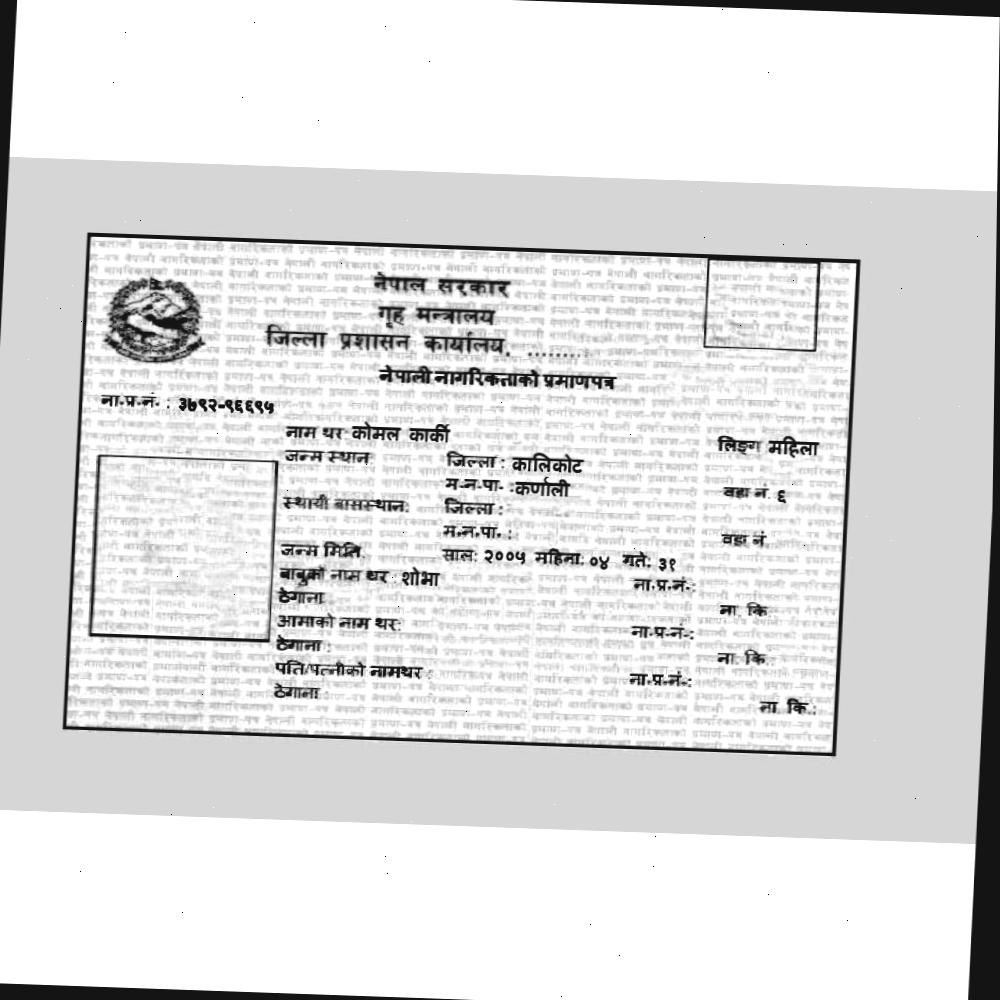 नेपाल सरकार
गृह मन्त्रालय
जिल्ला प्रशासन कार्यालय, ..........
नेपाली नागरिकताको प्रमाणपत्र
ना.प्र.नं. : ३७९२-९६६९५
नाम थर: कोमल कार्की लिङ्ग महिला
जन्म स्थान: जिल्ला : कालिकोट
म.न.पा. : कर्णाली वडा नं. ६
स्थायी बासस्थान: जिल्ला :
म.न.पा. : वडा नं.
जन्म मिति: साल: २००५ महिना: ०४ गते: ३१
बाबुको नाम थर : शोभा ना.प्र.नं.:
ठेगाना : ना. कि.:
आमाको नाम थर: ना.प्र.नं.:
ठेगाना : ना. कि.:
पति/पत्नीको नामथर : ना.प्र.नं.:
ठेगाना : ना. कि.: